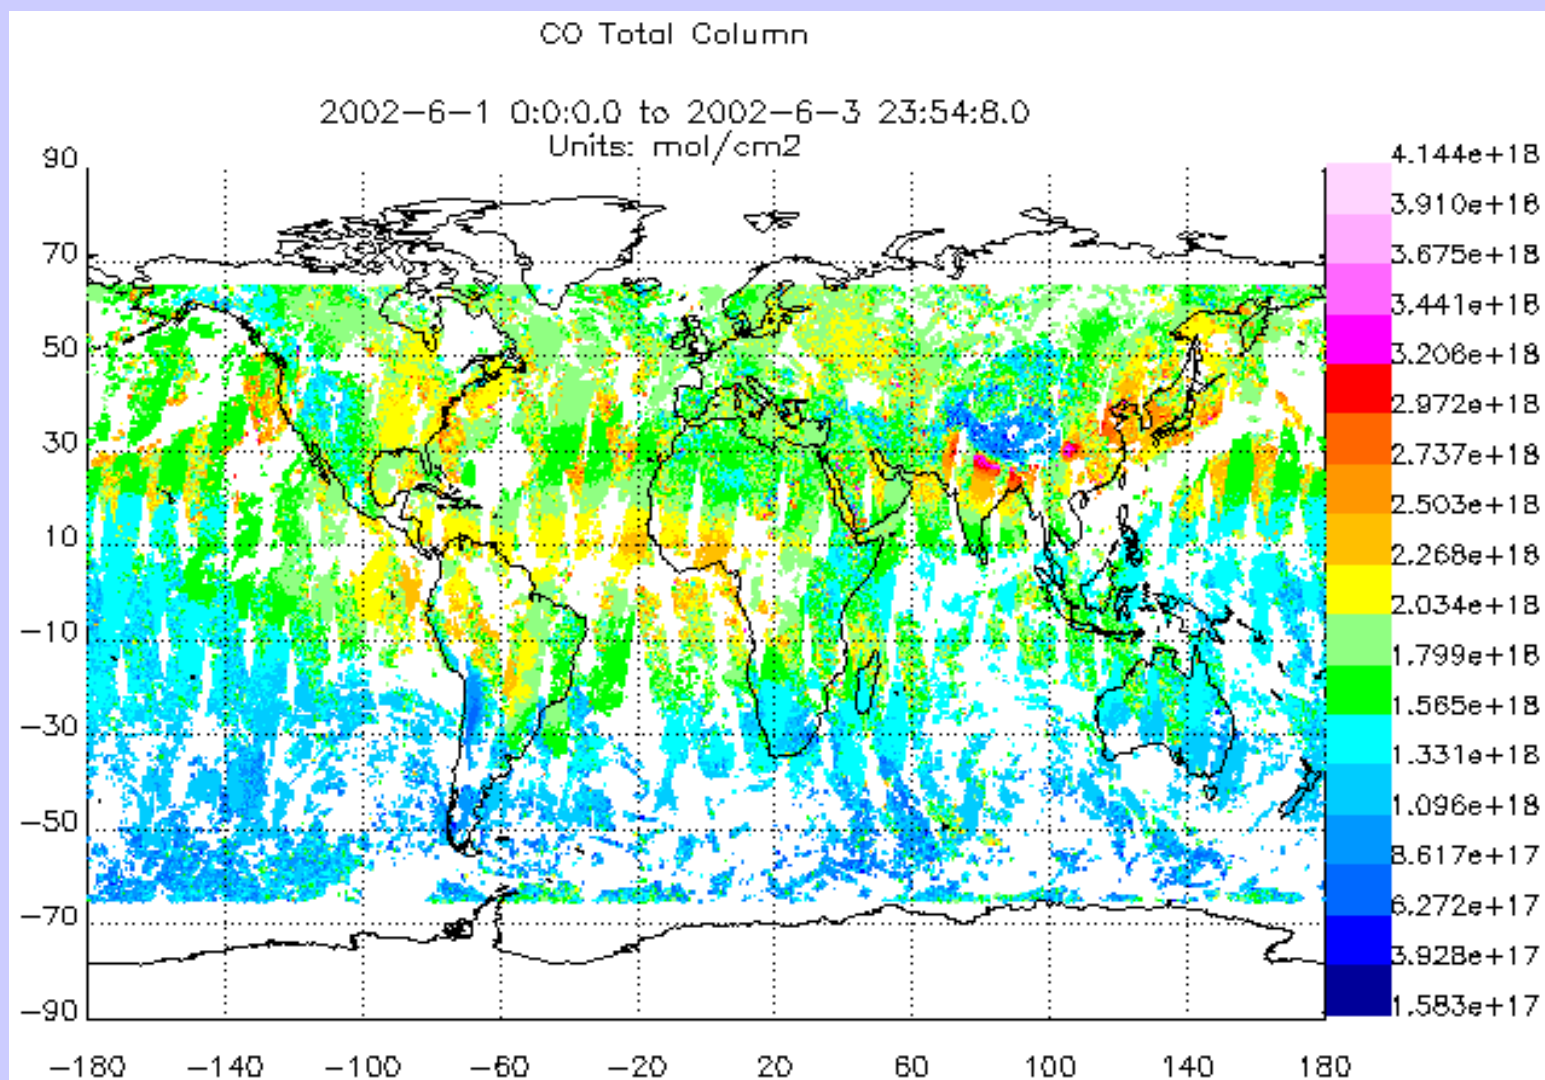 CO Total Column
2002-6-1 0:0:0.0 to 2002-6-3 23:54:8.0
Units: mol/cm2
90
70
50
30
10
-10
-30
-50
-70
-90
-180 -140 -100 -60 -20 20 60 100 140 180
4.144e+18
3.910e+18
3.675e+18
3.441e+18
3.206e+18
2.972e+18
2.737e+18
2.503e+18
2.268e+18
2.034e+18
1.799e+18
1.565e+18
1.331e+18
1.096e+18
8.617e+17
6.272e+17
3.928e+17
1.583e+17